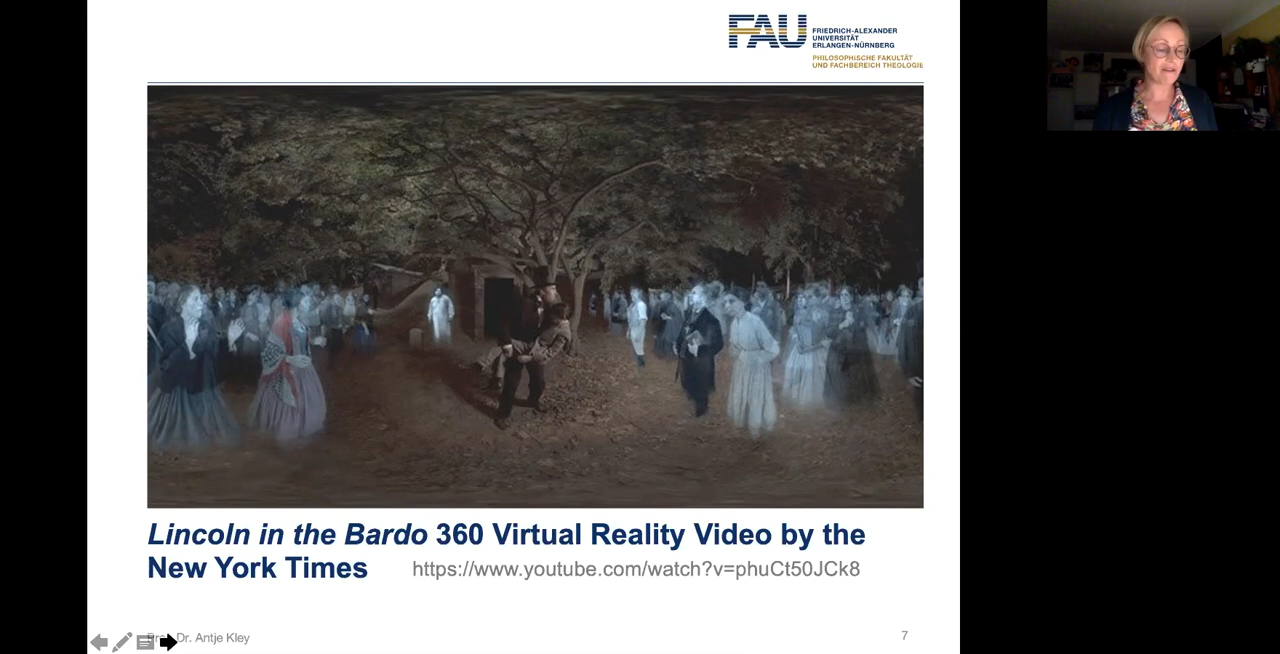 FAU
FRIEDRICH-ALEXANDER
UNIVERSITÄT
ERLANGEN-NÜRNBERG
PHILOSOPHISCHE FAKULTÄT
UND FACHBEREICH THEOLOGIE
Lincoln in the Bardo 360 Virtual Reality Video by the
New York Times https://www.youtube.com/watch?v=phuCt50JCk8
Dr. Antje Kley
7